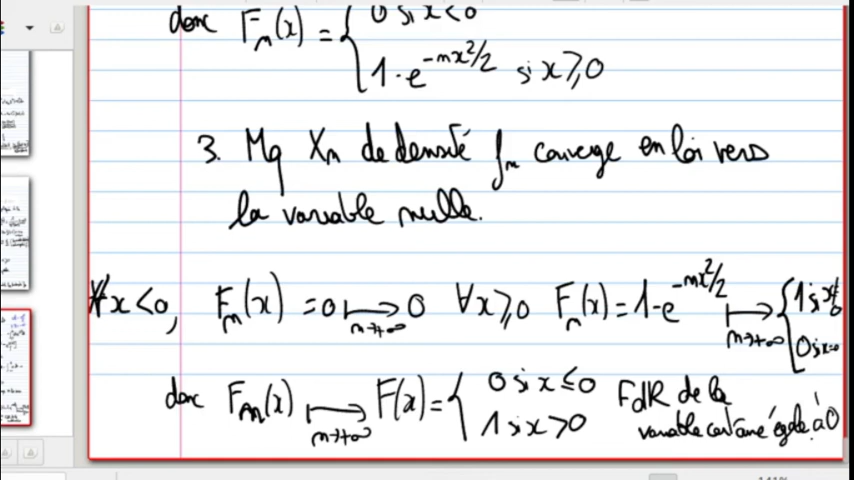 donc Fn(x) = { 0 si x<0
1-e^{-nx²/2} si x⩾0
3. Mq Xn de densité fn converge en loi vers
la variable nulle.
∀x<0, Fn(x) = 0 ⟼ 0 ∀x⩾0 Fn(x) = 1-e^{-nx²/2} ⟼ { 1 si x≠0
n→+∞ n→+∞ 0 si x=0
donc Fn(x) ⟼ F(x) = { 0 si x≤0 FdR de la
n→+∞ 1 si x>0 variable certaine égale à 0
141%